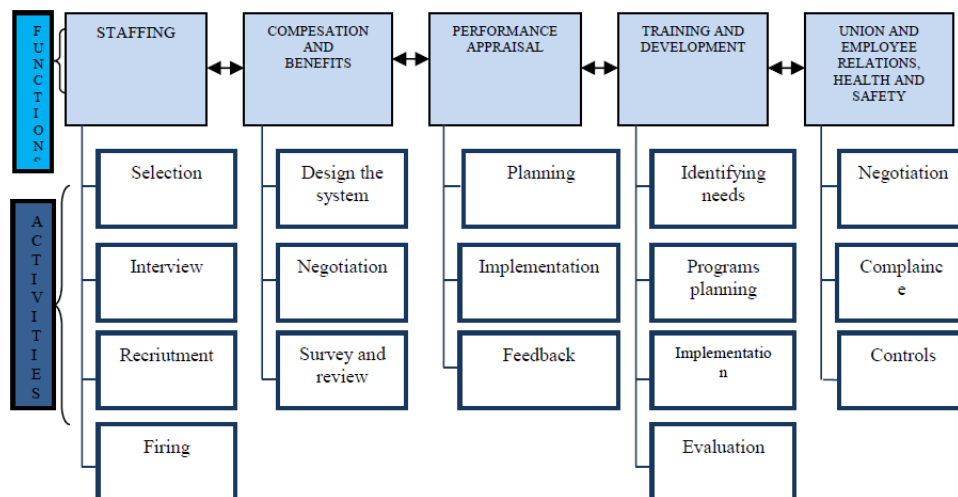 FUNCTIONS
STAFFING
COMPESATION
AND
BENEFITS
PERFORMANCE
APPRAISAL
TRAINING AND
DEVELOPMENT
UNION AND
EMPLOYEE
RELATIONS,
HEALTH AND
SAFETY
ACTIVITIES
Selection
Interview
Recriutment
Firing
Design the
system
Negotiation
Survey and
review
Planning
Implementation
Feedback
Identifying
needs
Programs
planning
Implementatio
n
Evaluation
Negotiation
Complainc
e
Controls